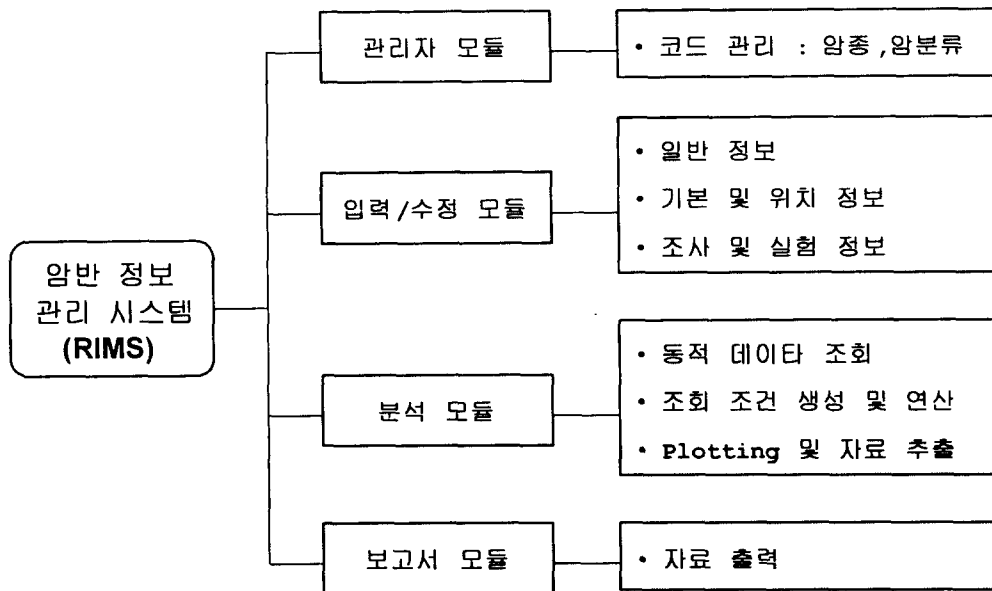 관리자 모듈
• 코드 관리 : 암종,암분류
입력/수정 모듈
• 일반 정보
• 기본 및 위치 정보
• 조사 및 실험 정보
암반 정보
관리 시스템
(RIMS)
분석 모듈
• 동적 데이타 조회
• 조회 조건 생성 및 연산
• Plotting 및 자료 추출
보고서 모듈
• 자료 출력